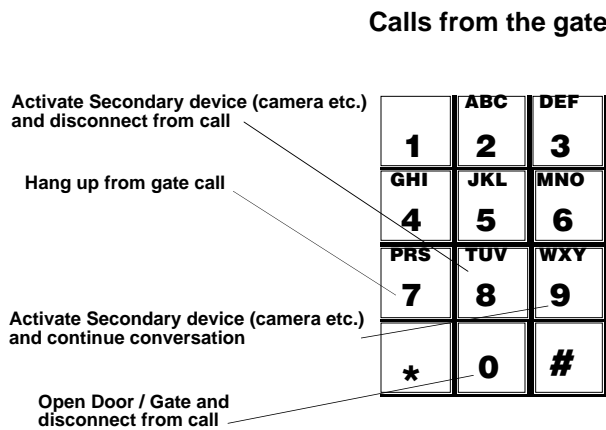 Calls from the gate
Activate Secondary device (camera etc.)
and disconnect from call
Hang up from gate call
Activate Secondary device (camera etc.)
and continue conversation
Open Door / Gate and
disconnect from call
ABC DEF
1 2 3
GHI JKL MNO
4 5 6
PRS TUV WXY
7 8 9
* 0 #